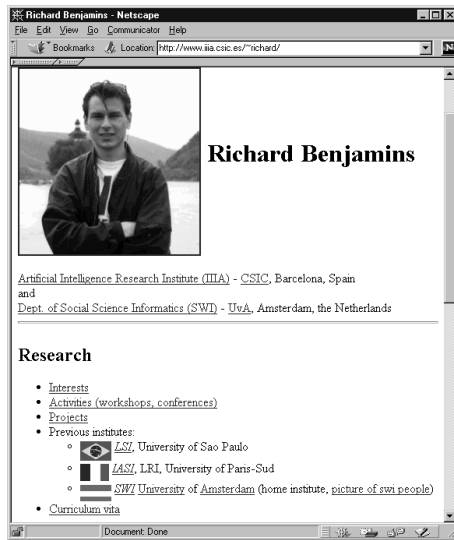 Richard Benjamins - Netscape
File Edit View Go Communicator Help
Bookmarks Location: http://www.iiia.csic.es/~richard/ N
Richard Benjamins
Artificial Intelligence Research Institute (IIIA) - CSIC, Barcelona, Spain
and
Dept. of Social Science Informatics (SWI) - UvA, Amsterdam, the Netherlands
Research
Interests
Activities (workshops, conferences)
Projects
Previous institutes:
LSI, University of Sao Paulo
IASI, LRI, University of Paris-Sud
SWI University of Amsterdam (home institute, picture of swi people)
Curriculum vita
Document: Done